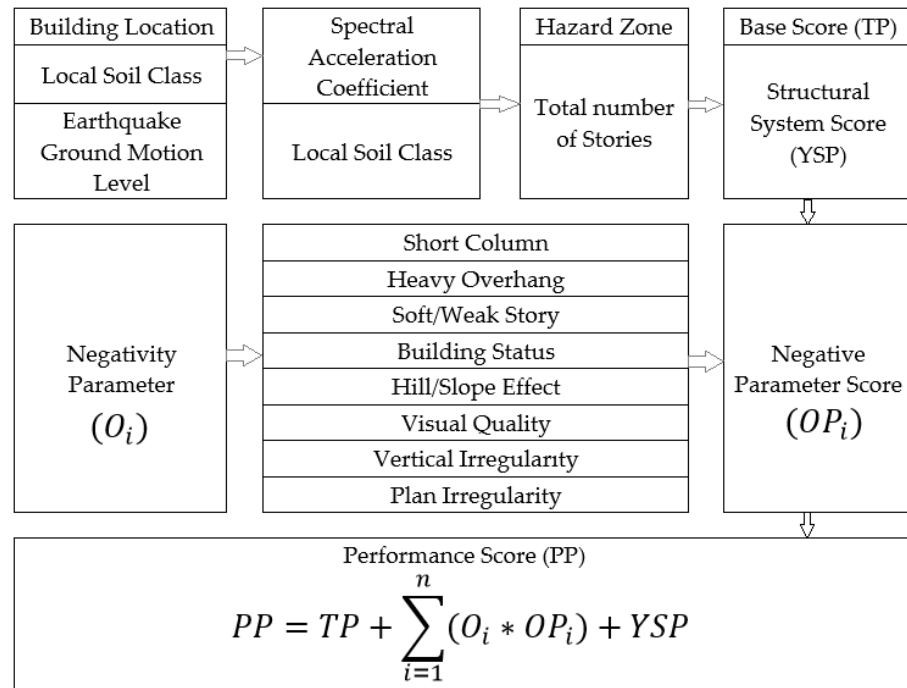 Building Location
Local Soil Class
Earthquake
Ground Motion
Level
Spectral
Acceleration
Coefficient
Local Soil Class
Hazard Zone
Total number
of Stories
Base Score (TP)
Structural
System Score
(YSP)
Negativity
Parameter
(O_i)
Short Column
Heavy Overhang
Soft/Weak Story
Building Status
Hill/Slope Effect
Visual Quality
Vertical Irregularıty
Plan Irregularity
Negative
Parameter Score
(OP_i)
Performance Score (PP)
PP = TP + \sum_{i=1}^{n} (O_i * OP_i) + YSP